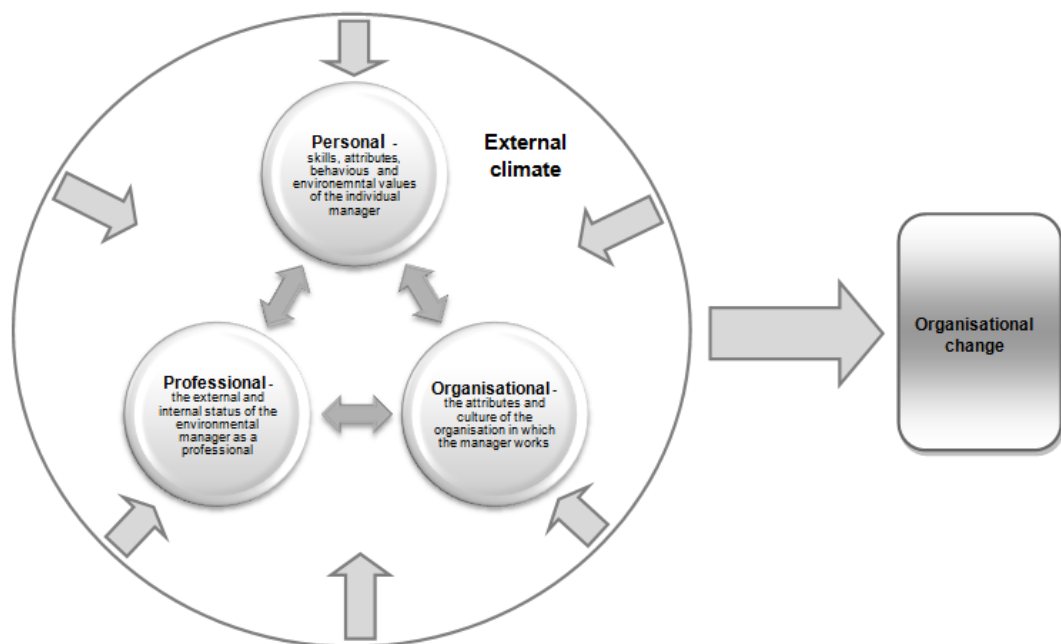 Personal -
skills, attributes,
behavious and
environemntal values
of the individual
manager
External
climate
Professional -
the external and
internal status of the
environmental
manager as a
professional
Organisational -
the attributes and
culture of the
organisation in which
the manager works
Organisational
change